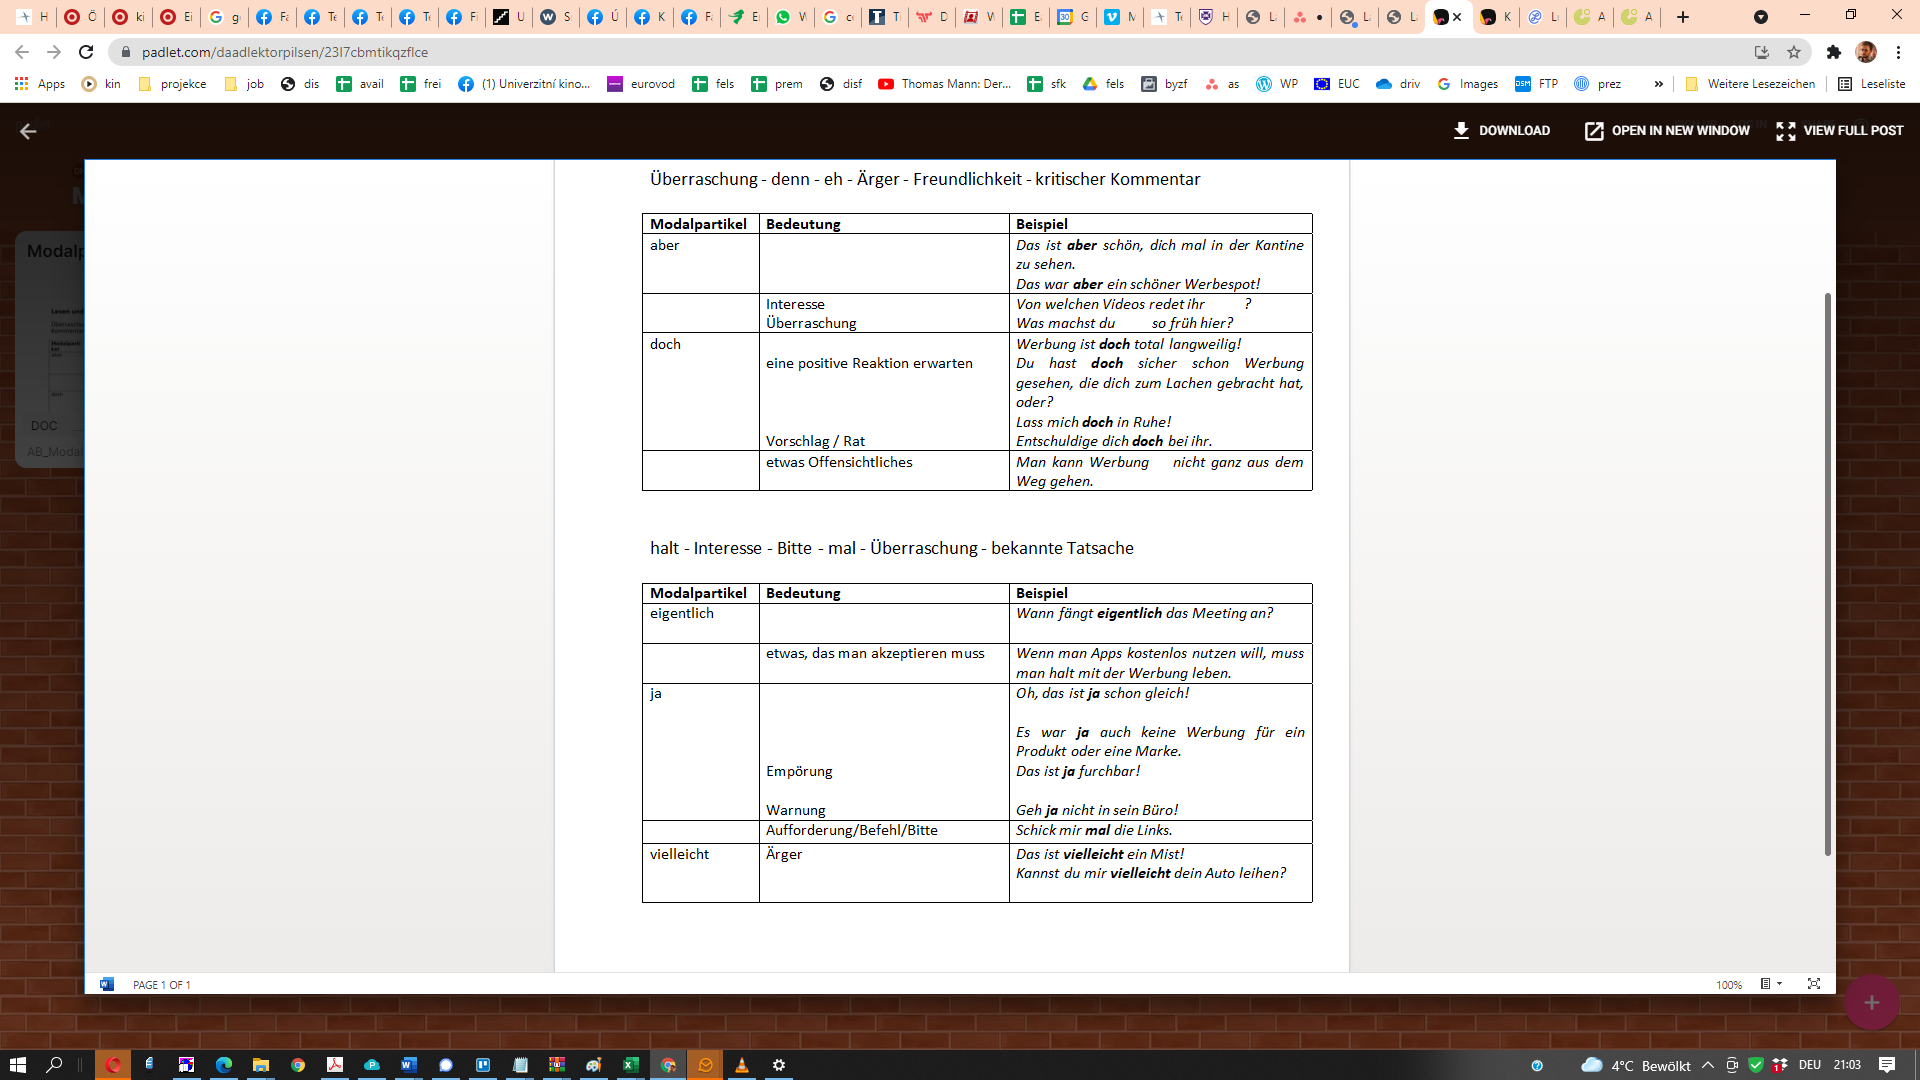 padlet.com/daadlektorpilsen/23l7cbmtikqzflce
Apps kin projekce job dis avail frei (1) Univerzitní kino... eurovod fels prem disf Thomas Mann: Der... sfk fels byzf as WP EUC driv Images FTP prez » Weitere Lesezeichen Leseliste
DOWNLOAD OPEN IN NEW WINDOW VIEW FULL POST
Überraschung - denn - eh - Ärger - Freundlichkeit - kritischer Kommentar
Modalpartikel Bedeutung Beispiel
aber Das ist aber schön, dich mal in der Kantine
zu sehen.
Das war aber ein schöner Werbespot!
Interesse Von welchen Videos redet ihr ?
Überraschung Was machst du so früh hier?
doch Werbung ist doch total langweilig!
eine positive Reaktion erwarten Du hast doch sicher schon Werbung
gesehen, die dich zum Lachen gebracht hat,
oder?
Lass mich doch in Ruhe!
Vorschlag / Rat Entschuldige dich doch bei ihr.
etwas Offensichtliches Man kann Werbung nicht ganz aus dem
Weg gehen.
halt - Interesse - Bitte - mal - Überraschung - bekannte Tatsache
Modalpartikel Bedeutung Beispiel
eigentlich Wann fängt eigentlich das Meeting an?
etwas, das man akzeptieren muss Wenn man Apps kostenlos nutzen will, muss
man halt mit der Werbung leben.
ja Oh, das ist ja schon gleich!
Es war ja auch keine Werbung für ein
Produkt oder eine Marke.
Empörung Das ist ja furchbar!
Warnung Geh ja nicht in sein Büro!
Aufforderung/Befehl/Bitte Schick mir mal die Links.
vielleicht Ärger Das ist vielleicht ein Mist!
Kannst du mir vielleicht dein Auto leihen?
DOC
AB_Modal
PAGE 1 OF 1 100%
4°C Bewölkt DEU 21:03